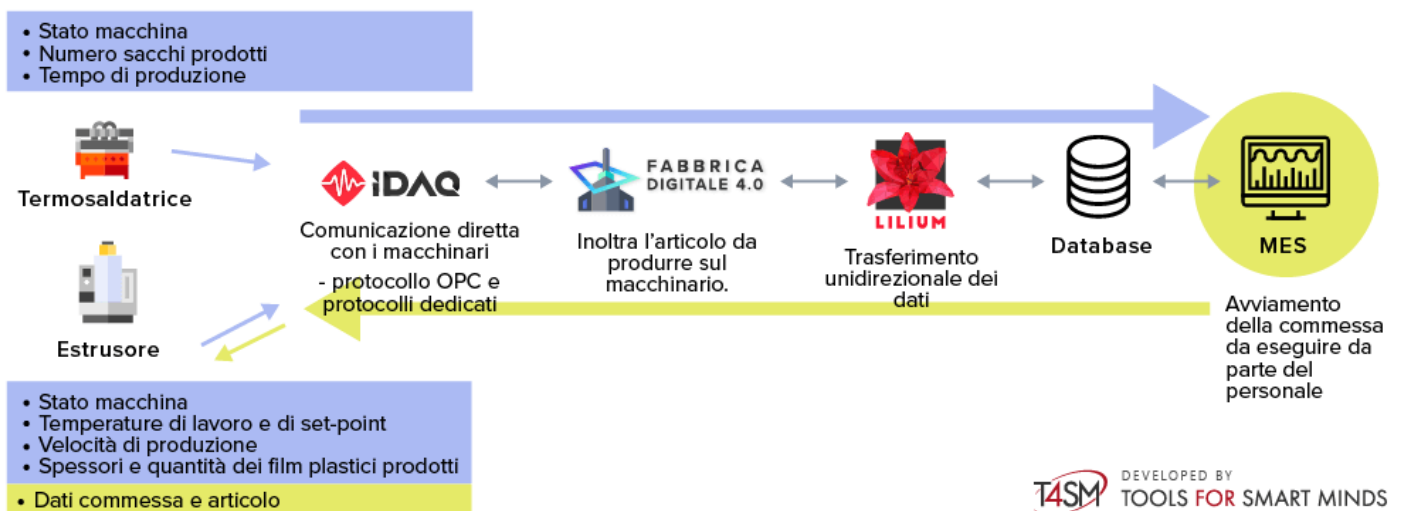 • Stato macchina
• Numero sacchi prodotti
• Tempo di produzione
Termosaldatrice
Estrusore
IDAQ
Comunicazione diretta
con i macchinari
- protocollo OPC e
protocolli dedicati
FABBRICA
DIGITALE 4.0
Inoltra l'articolo da
produrre sul
macchinario.
LILIUM
Trasferimento
unidirezionale dei
dati
Database
MES
Avviamento
della commessa
da eseguire da
parte del
personale
• Stato macchina
• Temperature di lavoro e di set-point
• Velocità di produzione
• Spessori e quantità dei film plastici prodotti
• Dati commessa e articolo
T4SM
DEVELOPED BY
TOOLS FOR SMART MINDS